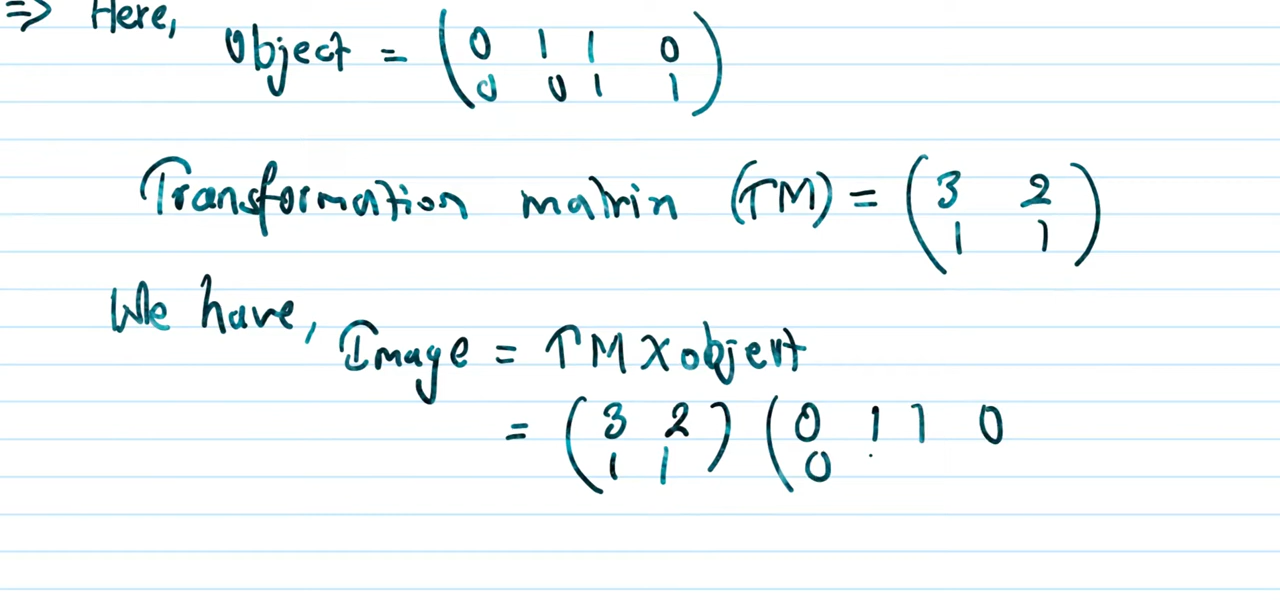 ⇒ Here,
Object = ( 0 1 1 0
0 0 1 1 )
Transformation matrin (TM) = ( 3 2
1 1 )
We have,
Image = TM X object
= ( 3 2 ) ( 0 1 1 0
1 1 0